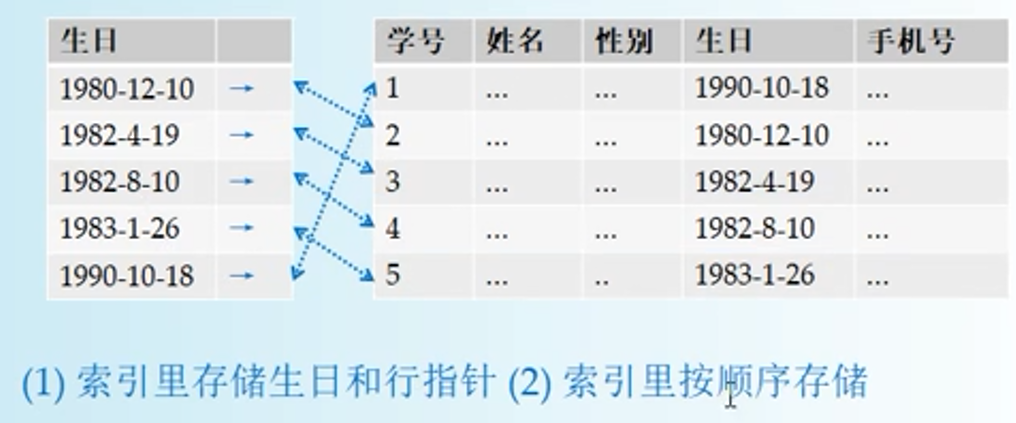 生日 学号 姓名 性别 生日 手机号
1980-12-10 → 1 ... ... 1990-10-18 ...
1982-4-19 → 2 ... ... 1980-12-10 ...
1982-8-10 → 3 ... ... 1982-4-19 ...
1983-1-26 → 4 ... ... 1982-8-10 ...
1990-10-18 → 5 ... .. 1983-1-26 ...
(1) 索引里存储生日和行指针 (2) 索引里按顺序存储